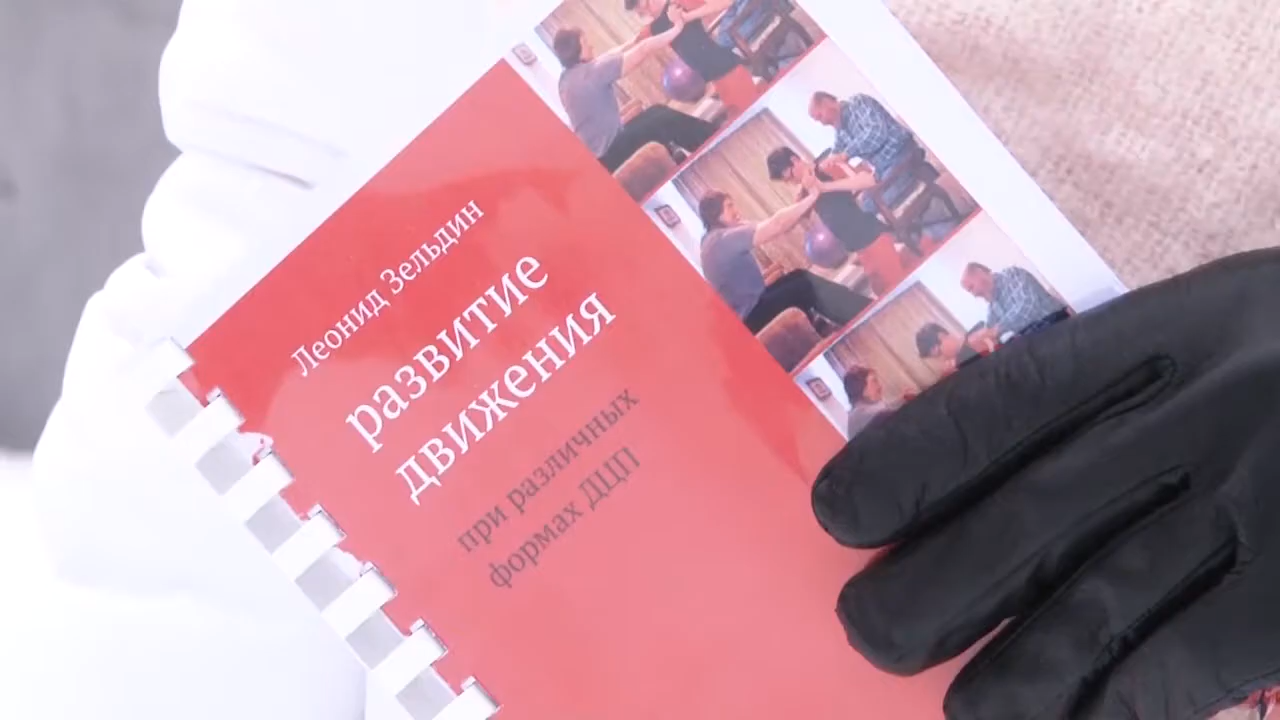 Леонид Зельдин
развитие
движения
при различных
формах ДЦП